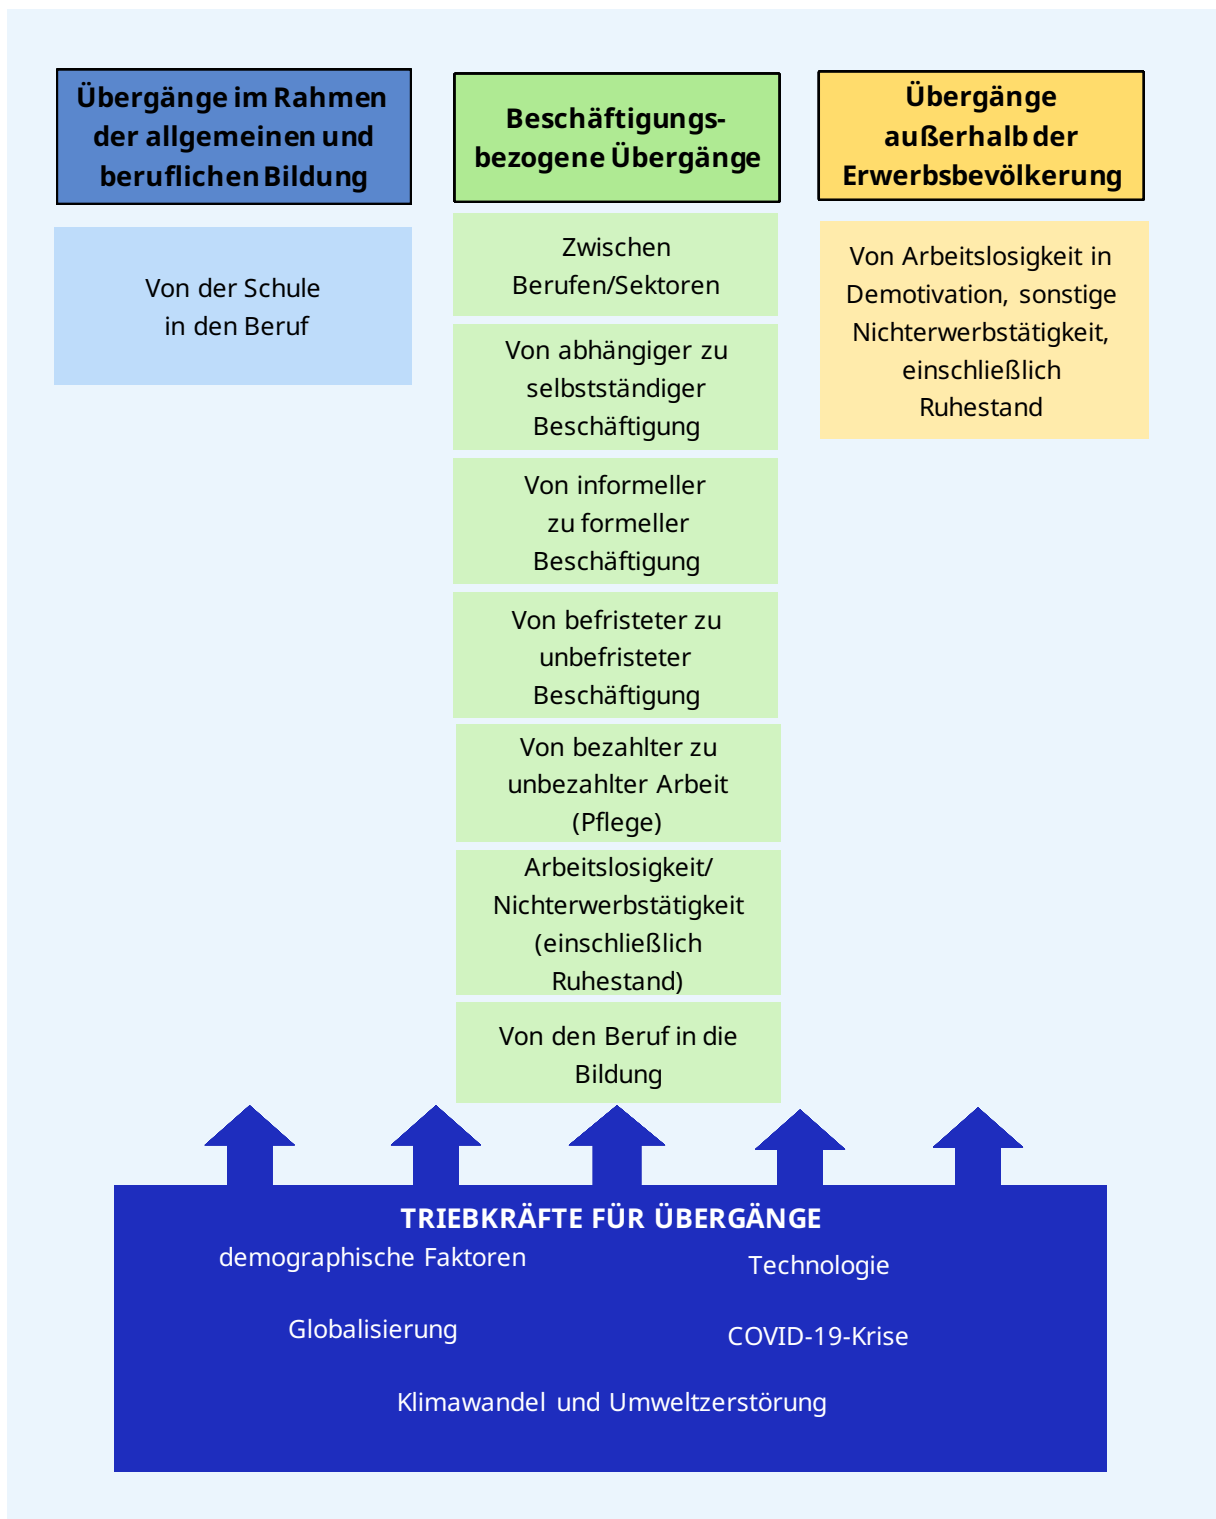 Übergänge im Rahmen
der allgemeinen und
beruflichen Bildung
Von der Schule
in den Beruf
Beschäftigungs-
bezogene Übergänge
Zwischen
Berufen/Sektoren
Von abhängiger zu
selbstständiger
Beschäftigung
Von informeller
zu formeller
Beschäftigung
Von befristeter zu
unbefristeter
Beschäftigung
Von bezahlter zu
unbezahlter Arbeit
(Pflege)
Arbeitslosigkeit/
Nichterwerbstätigkeit
(einschließlich
Ruhestand)
Von den Beruf in die
Bildung
Übergänge
außerhalb der
Erwerbsbevölkerung
Von Arbeitslosigkeit in
Demotivation, sonstige
Nichterwerbstätigkeit,
einschließlich
Ruhestand
TRIEBKRÄFTE FÜR ÜBERGÄNGE
demographische Faktoren
Technologie
Globalisierung
COVID-19-Krise
Klimawandel und Umweltzerstörung